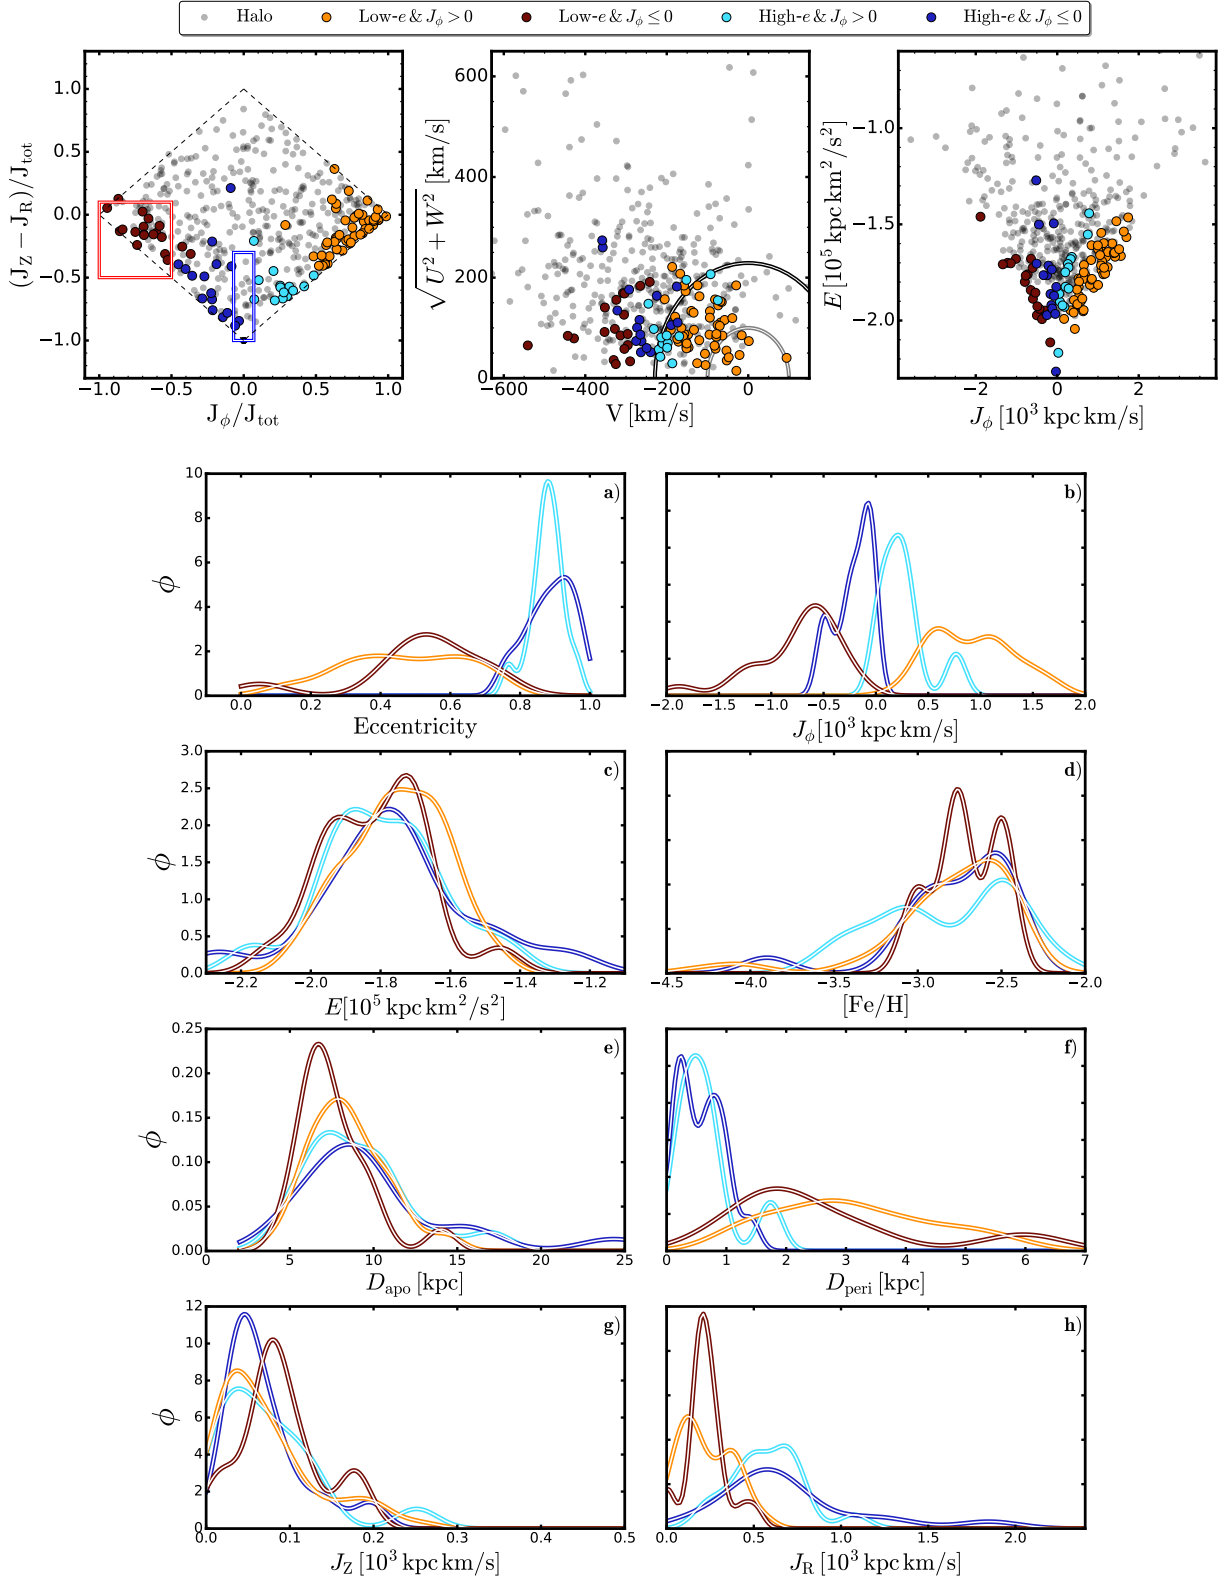 Halo Low-e & J_ϕ > 0 Low-e & J_ϕ ≤ 0 High-e & J_ϕ > 0 High-e & J_ϕ ≤ 0
(J_Z − J_R)/J_tot
1.0
0.5
0.0
−0.5
−1.0
−1.0 −0.5 0.0 0.5 1.0
J_ϕ/J_tot
√U² + W² [km/s]
600
400
200
0
−600 −400 −200 0
V [km/s]
E [10⁵ kpc km²/s²]
−1.0
−1.5
−2.0
−2 0 2
J_ϕ [10³ kpc km/s]
a)
ϕ
10
8
6
4
2
0
0.0 0.2 0.4 0.6 0.8 1.0
Eccentricity
b)
−2.0 −1.5 −1.0 −0.5 0.0 0.5 1.0 1.5 2.0
J_ϕ[10³ kpc km/s]
c)
ϕ
3.0
2.5
2.0
1.5
1.0
0.5
0.0
−2.2 −2.0 −1.8 −1.6 −1.4 −1.2
E[10⁵ kpc km²/s²]
d)
−4.5 −4.0 −3.5 −3.0 −2.5 −2.0
[Fe/H]
e)
ϕ
0.25
0.20
0.15
0.10
0.05
0.00
5 10 15 20 25
D_apo [kpc]
f)
0 1 2 3 4 5 6 7
D_peri [kpc]
g)
ϕ
12
10
8
6
4
2
0
0.0 0.1 0.2 0.3 0.4 0.5
J_Z [10³ kpc km/s]
h)
0.0 0.5 1.0 1.5 2.0
J_R [10³ kpc km/s]